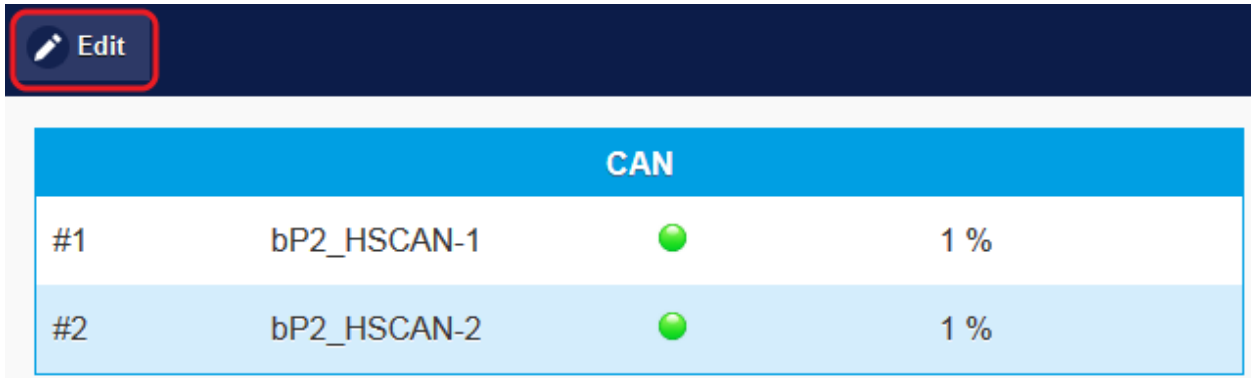 Edit
CAN
#1 bP2_HSCAN-1 1 %
#2 bP2_HSCAN-2 1 %